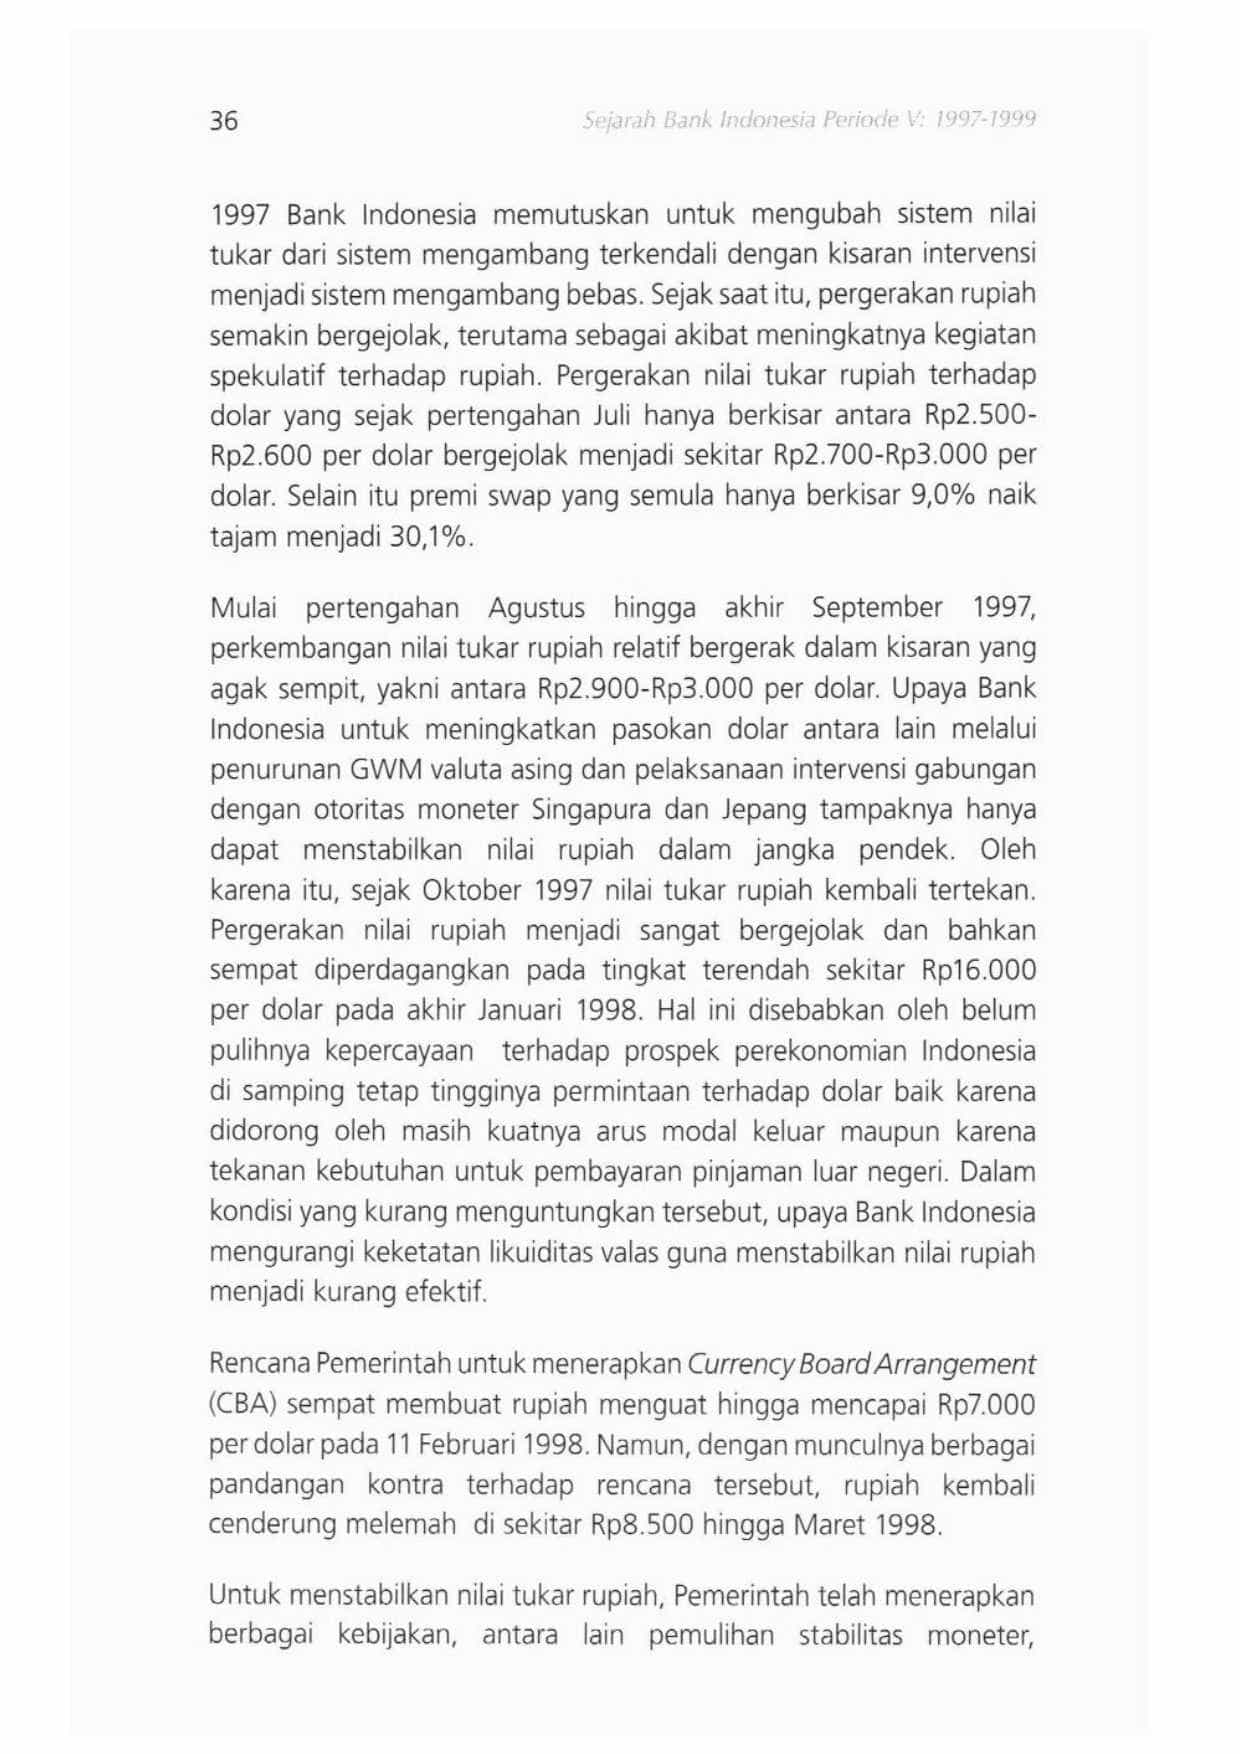 36
Sejarah Bank Indonesia Periode V: 1997-1999
1997 Bank Indonesia memutuskan untuk mengubah sistem nilai
tukar dari sistem mengambang terkendali dengan kisaran intervensi
menjadi sistem mengambang bebas. Sejak saat itu, pergerakan rupiah
semakin bergejolak, terutama sebagai akibat meningkatnya kegiatan
spekulatif terhadap rupiah. Pergerakan nilai tukar rupiah terhadap
dolar yang sejak pertengahan Juli hanya berkisar antara Rp2.500-
Rp2.600 per dolar bergejolak menjadi sekitar Rp2.700-Rp3.000 per
dolar. Selain itu premi swap yang semula hanya berkisar 9,0% naik
tajam menjadi 30,1%.
Mulai pertengahan Agustus hingga akhir September 1997,
perkembangan nilai tukar rupiah relatif bergerak dalam kisaran yang
agak sempit, yakni antara Rp2.900-Rp3.000 per dolar. Upaya Bank
Indonesia untuk meningkatkan pasokan dolar antara lain melalui
penurunan GWM valuta asing dan pelaksanaan intervensi gabungan
dengan otoritas moneter Singapura dan Jepang tampaknya hanya
dapat menstabilkan nilai rupiah dalam jangka pendek. Oleh
karena itu, sejak Oktober 1997 nilai tukar rupiah kembali tertekan.
Pergerakan nilai rupiah menjadi sangat bergejolak dan bahkan
sempat diperdagangkan pada tingkat terendah sekitar Rp16.000
per dolar pada akhir Januari 1998. Hal ini disebabkan oleh belum
pulihnya kepercayaan terhadap prospek perekonomian Indonesia
di samping tetap tingginya permintaan terhadap dolar baik karena
didorong oleh masih kuatnya arus modal keluar maupun karena
tekanan kebutuhan untuk pembayaran pinjaman luar negeri. Dalam
kondisi yang kurang menguntungkan tersebut, upaya Bank Indonesia
mengurangi keketatan likuiditas valas guna menstabilkan nilai rupiah
menjadi kurang efektif.
Rencana Pemerintah untuk menerapkan Currency Board Arrangement
(CBA) sempat membuat rupiah menguat hingga mencapai Rp7.000
per dolar pada 11 Februari 1998. Namun, dengan munculnya berbagai
pandangan kontra terhadap rencana tersebut, rupiah kembali
cenderung melemah di sekitar Rp8.500 hingga Maret 1998.
Untuk menstabilkan nilai tukar rupiah, Pemerintah telah menerapkan
berbagai kebijakan, antara lain pemulihan stabilitas moneter,